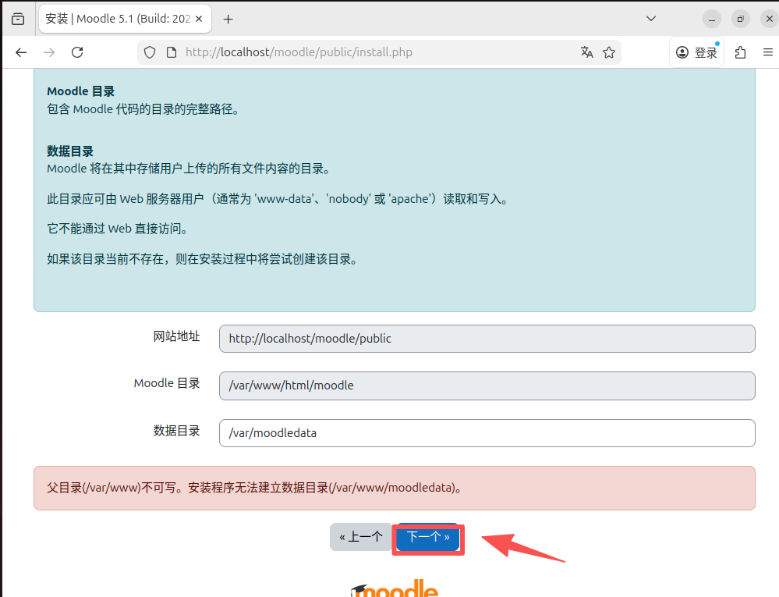 安装 | Moodle 5.1 (Build: 202
http://localhost/moodle/public/install.php
登录
Moodle 目录
包含 Moodle 代码的目录的完整路径。
数据目录
Moodle 将在其中存储用户上传的所有文件内容的目录。
此目录应可由 Web 服务器用户（通常为 'www-data'、'nobody' 或 'apache'）读取和写入。
它不能通过 Web 直接访问。
如果该目录当前不存在，则在安装过程中将尝试创建该目录。
网站地址
http://localhost/moodle/public
Moodle 目录
/var/www/html/moodle
数据目录
/var/moodledata
父目录(/var/www)不可写。安装程序无法建立数据目录(/var/www/moodledata)。
« 上一个
下一个 »
moodle